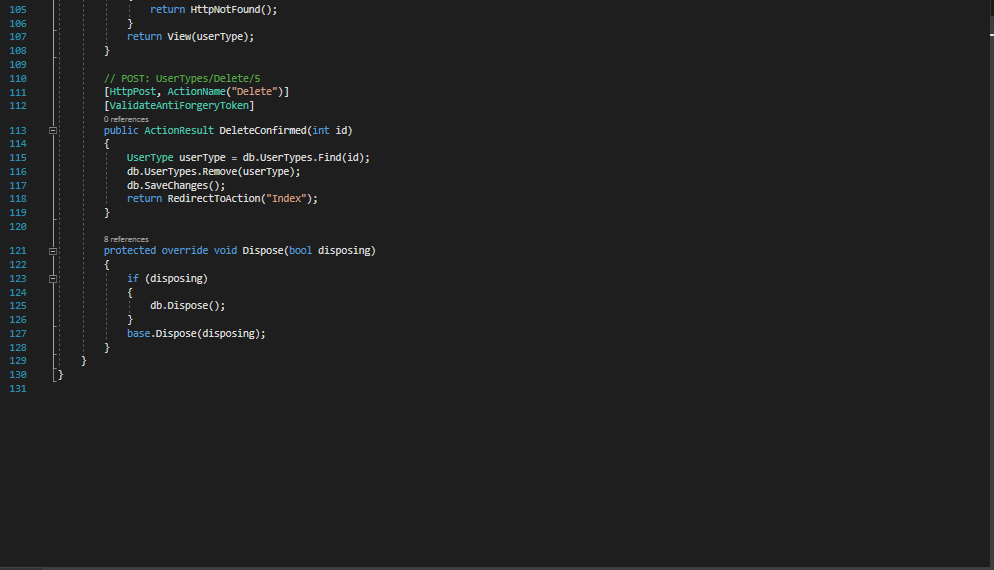 105 return HttpNotFound();
106 }
107 return View(userType);
108 }
109
110 // POST: UserTypes/Delete/5
111 [HttpPost, ActionName("Delete")]
112 [ValidateAntiForgeryToken]
0 references
113 public ActionResult DeleteConfirmed(int id)
114 {
115 UserType userType = db.UserTypes.Find(id);
116 db.UserTypes.Remove(userType);
117 db.SaveChanges();
118 return RedirectToAction("Index");
119 }
120
8 references
121 protected override void Dispose(bool disposing)
122 {
123 if (disposing)
124 {
125 db.Dispose();
126 }
127 base.Dispose(disposing);
128 }
129 }
130 }
131